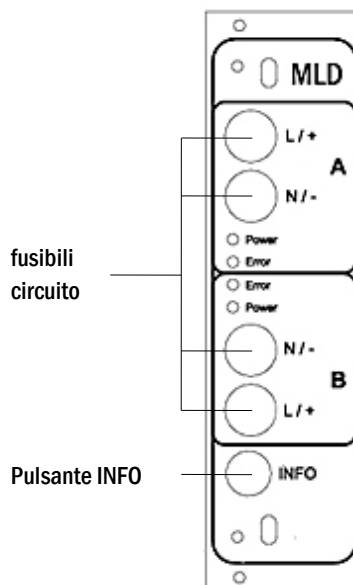 MLD
L / +
A
N / -
Power
Error
fusibili
circuito
Error
Power
N / -
B
L / +
Pulsante INFO
INFO